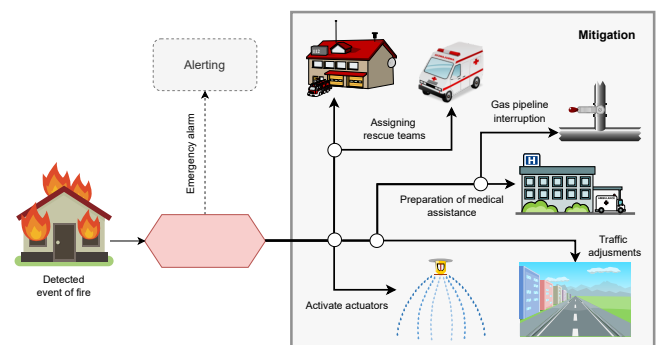 Mitigation
Alerting
Emergency alarm
Assigning
rescue teams
Gas pipeline
interruption
H
Preparation of medical
assistance
Detected
event of fire
Activate actuators
Traffic
adjusments